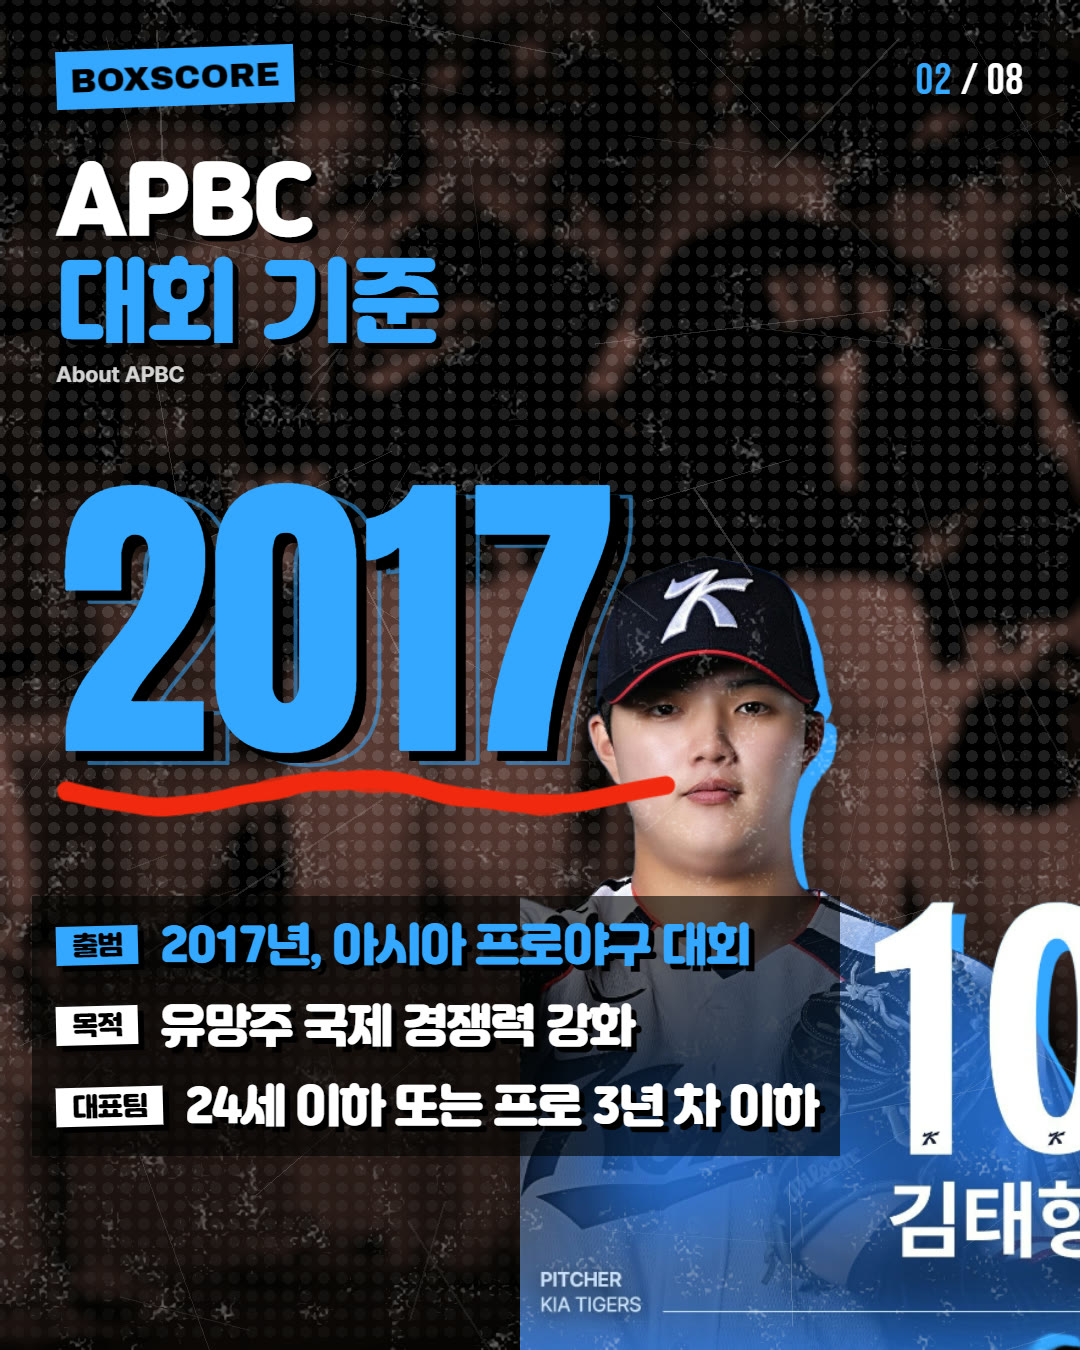 BOXSCORE
02 / 08
APBC
대회 기준
About APBC
2017
출범 2017년, 아시아 프로야구 대회
목적 유망주 국제 경쟁력 강화
대표팀 24세 이하 또는 프로 3년 차 이하
10
김태형
PITCHER
KIA TIGERS